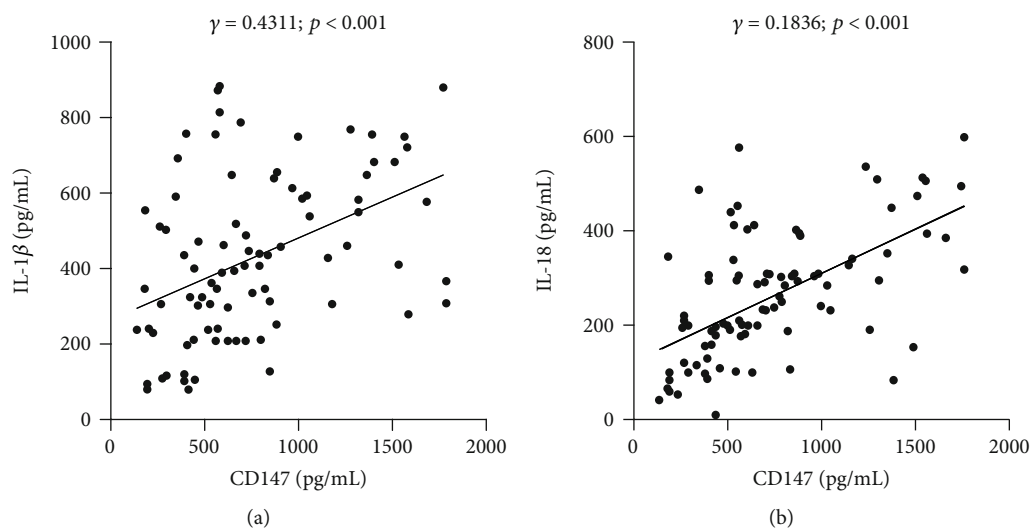 γ = 0.4311; p < 0.001
1000
800
600
400
200
0
IL-1β (pg/mL)
0
500
1000
1500
2000
CD147 (pg/mL)
(a)
γ = 0.1836; p < 0.001
800
600
400
200
0
IL-18 (pg/mL)
0
500
1000
1500
2000
CD147 (pg/mL)
(b)